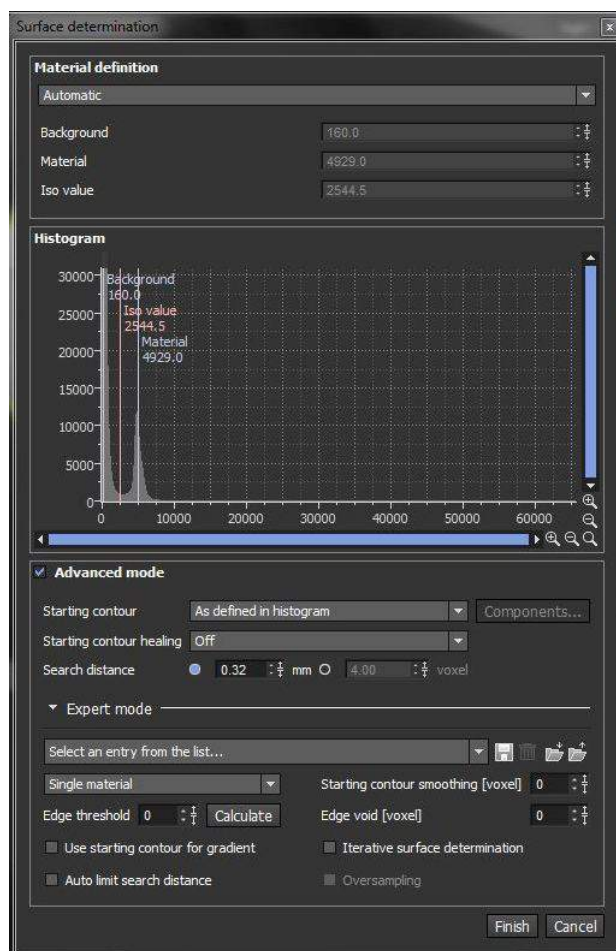 Surface determination
Material definition
Automatic
Background 160.0
Material 4929.0
Iso value 2544.5
Histogram
30000
Background
160.0
25000
Iso value
2544.5
Material
20000
4929.0
15000
10000
5000
0
0 10000 20000 30000 40000 50000 60000
Advanced mode
Starting contour As defined in histogram Components...
Starting contour healing Off
Search distance 0.32 mm 4.00 voxel
Expert mode
Select an entry from the list...
Single material Starting contour smoothing [voxel] 0
Edge threshold 0 Calculate Edge void [voxel] 0
Use starting contour for gradient Iterative surface determination
Auto limit search distance Oversampling
Finish Cancel